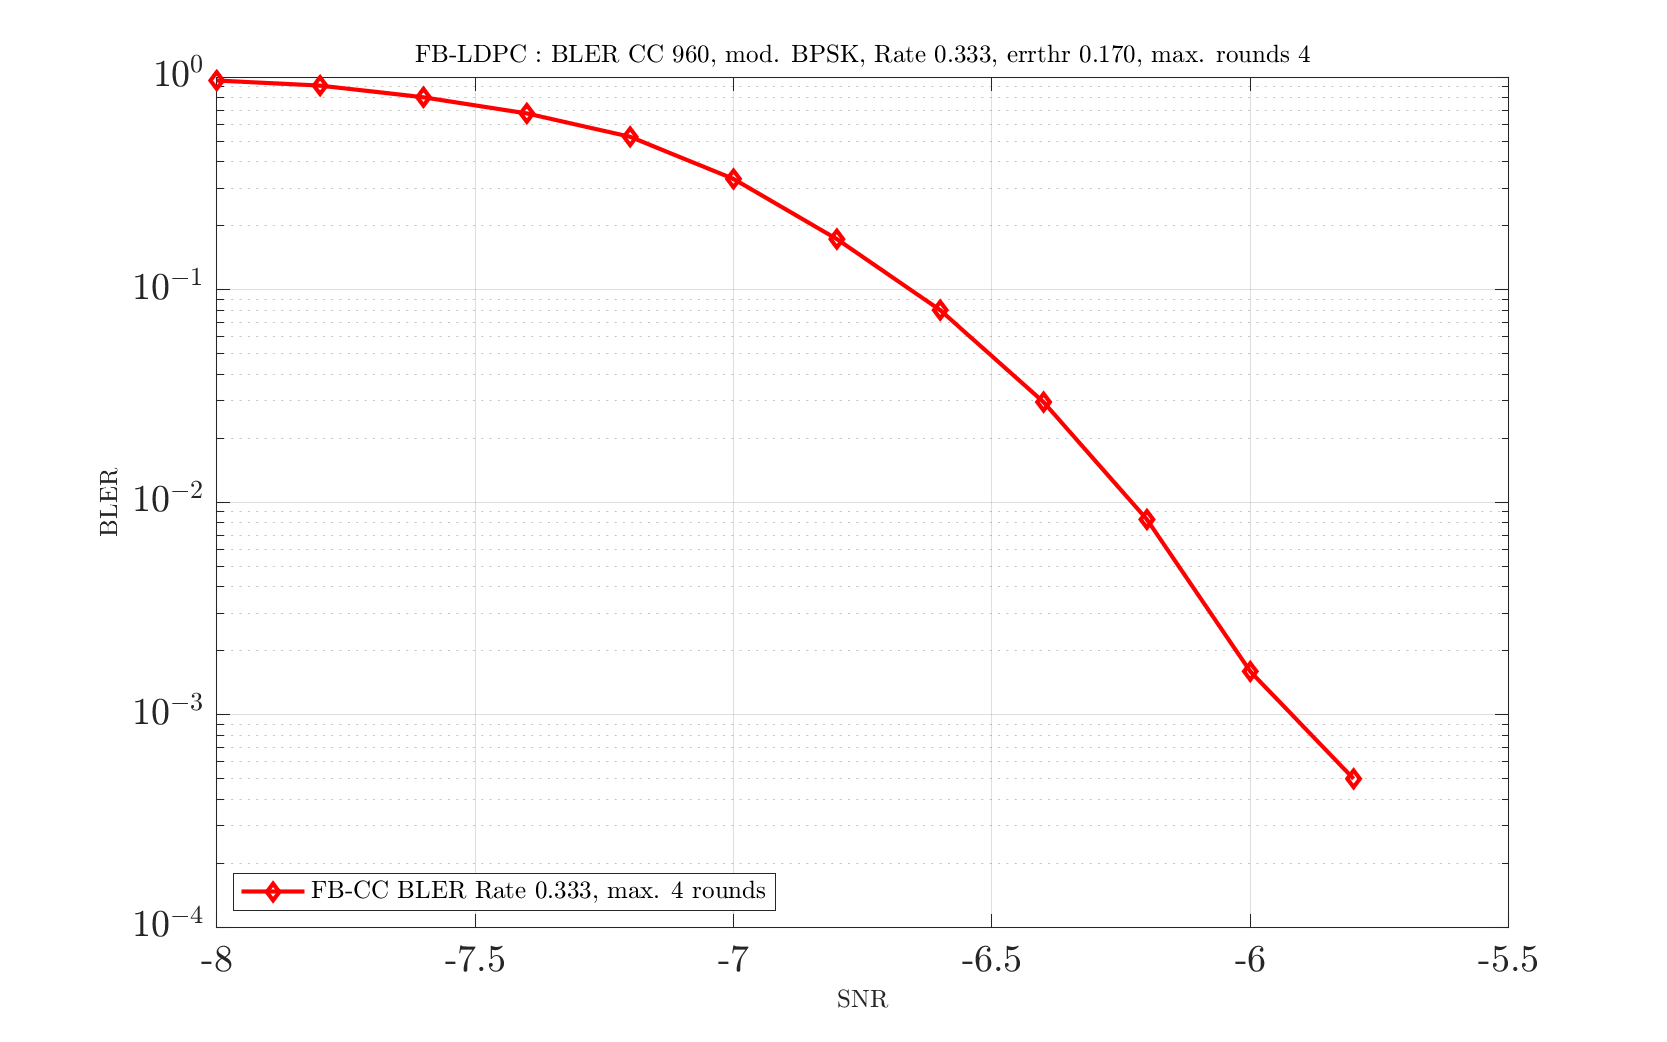 FB-LDPC : BLER CC 960, mod. BPSK, Rate 0.333, errthr 0.170, max. rounds 4
10^0
10^-1
10^-2
10^-3
10^-4
BLER
FB-CC BLER Rate 0.333, max. 4 rounds
-8 -7.5 -7 -6.5 -6 -5.5
SNR